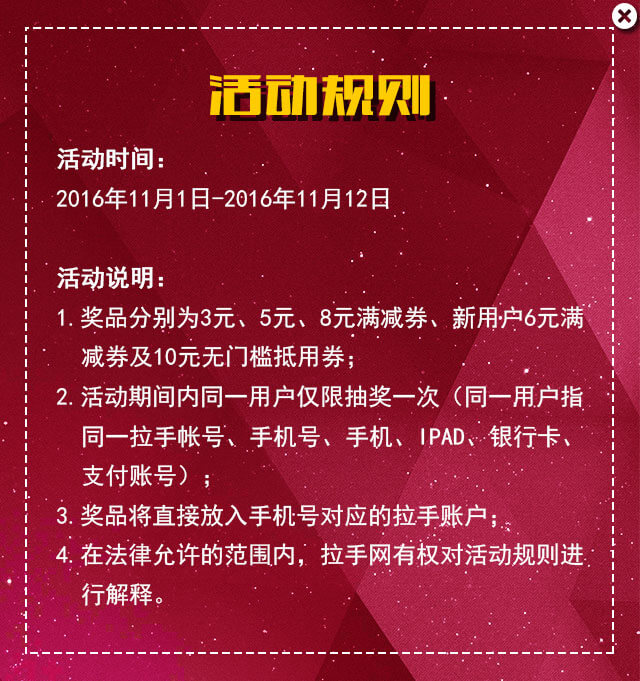 活动规则
活动时间：
2016年11月1日-2016年11月12日
活动说明：
1. 奖品分别为3元、5元、8元满减券、新用户6元满
减券及10元无门槛抵用券；
2. 活动期间内同一用户仅限抽奖一次（同一用户指
同一拉手帐号、手机号、手机、IPAD、银行卡、
支付账号）；
3. 奖品将直接放入手机号对应的拉手账户；
4. 在法律允许的范围内，拉手网有权对活动规则进
行解释。